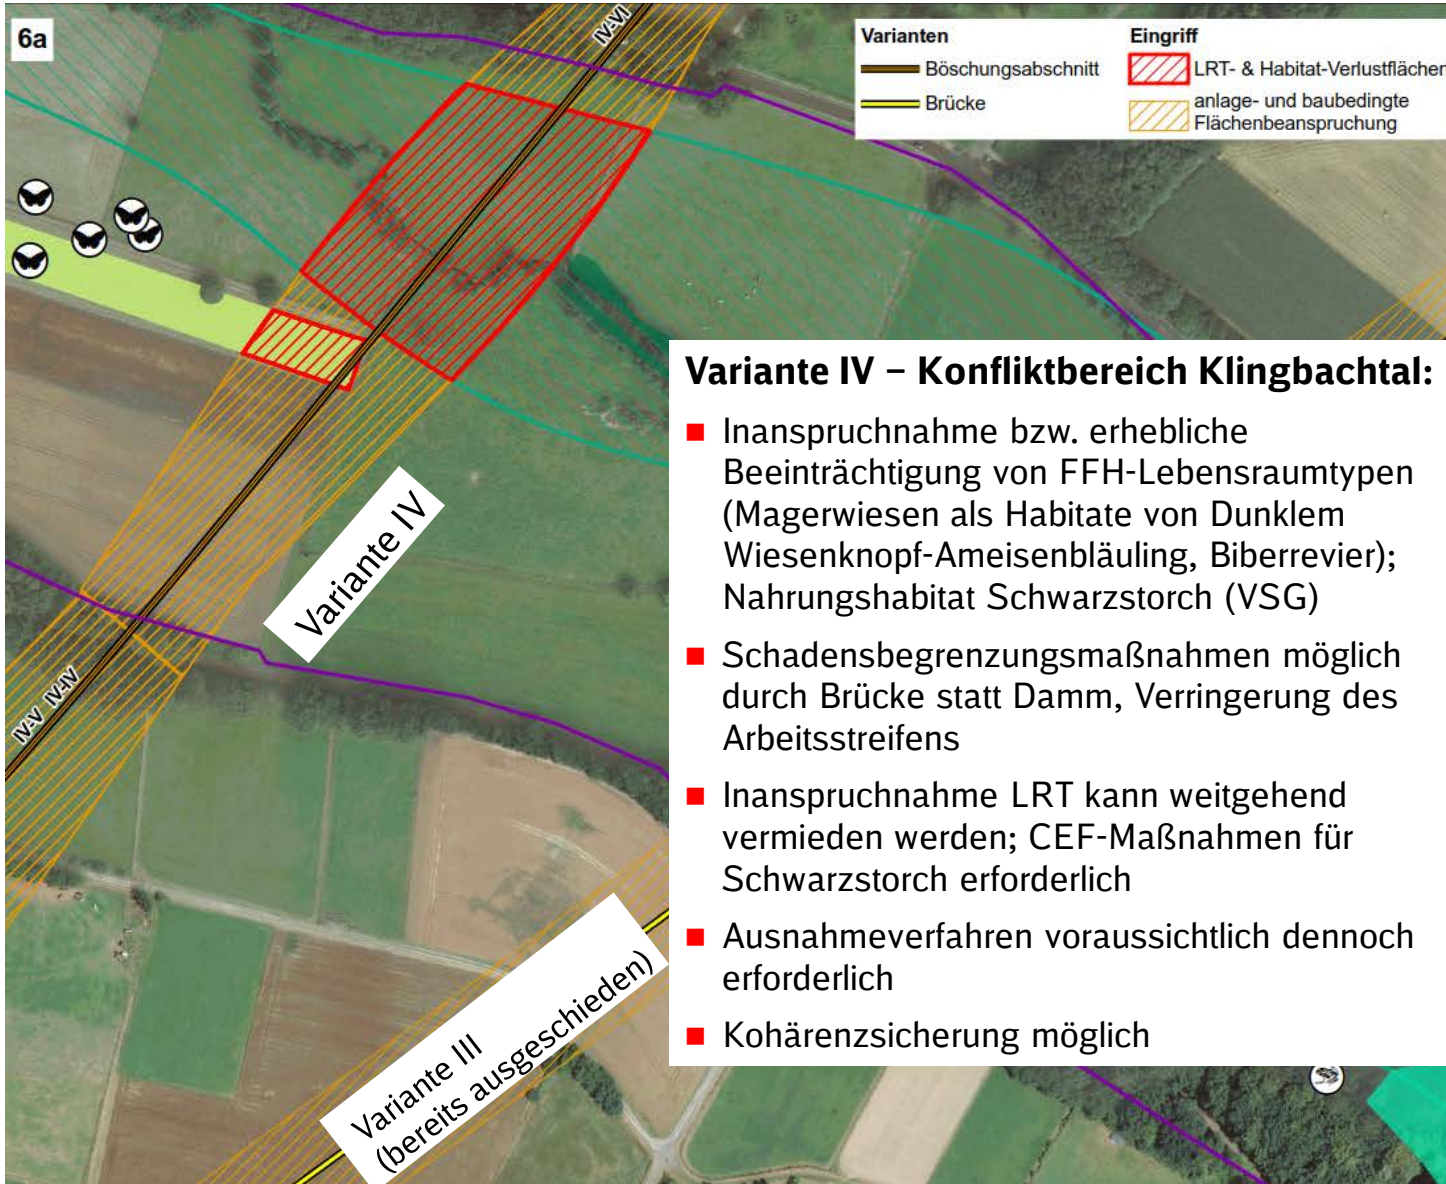 6a
IV-VI
Varianten
Böschungsabschnitt
Brücke
Eingriff
LRT- & Habitat-Verlustflächen
anlage- und baubedingte
Flächenbeanspruchung
Variante IV – Konfliktbereich Klingbachtal:
Inanspruchnahme bzw. erhebliche
Beeinträchtigung von FFH-Lebensraumtypen
(Magerwiesen als Habitate von Dunklem
Wiesenknopf-Ameisenbläuling, Biberrevier);
Nahrungshabitat Schwarzstorch (VSG)
Schadensbegrenzungsmaßnahmen möglich
durch Brücke statt Damm, Verringerung des
Arbeitsstreifens
Inanspruchnahme LRT kann weitgehend
vermieden werden; CEF-Maßnahmen für
Schwarzstorch erforderlich
Ausnahmeverfahren voraussichtlich dennoch
erforderlich
Kohärenzsicherung möglich
Variante IV
IV-V IV-IV
Variante III
(bereits ausgeschieden)